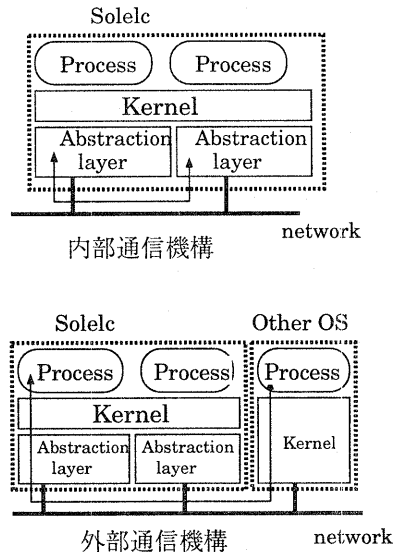 Solelc
Process Process
Kernel
Abstraction layer Abstraction layer
network
内部通信機構
Solelc Other OS
Process Process Process
Kernel
Kernel
Abstraction layer Abstraction layer
外部通信機構 network